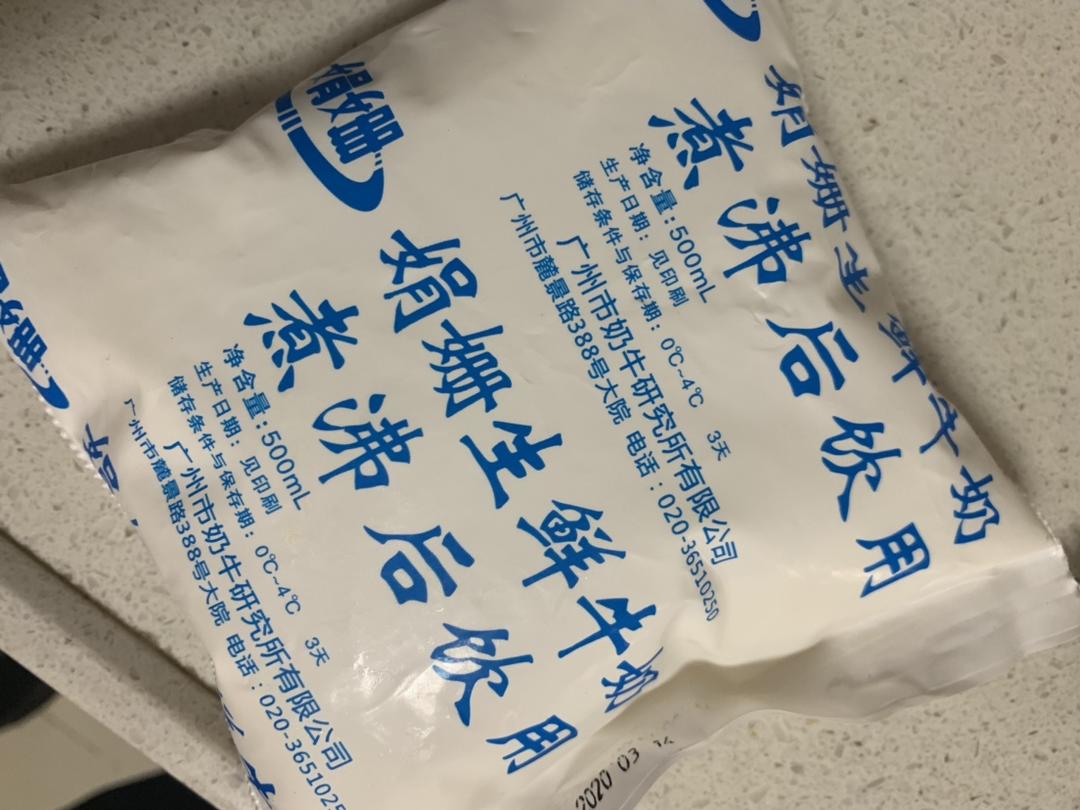 娟姗
娟姗生鲜牛奶
煮沸后饮用
净含量:500mL
生产日期: 见印刷
储存条件与保存期: 0℃~4℃ 3天
广州市奶牛研究所有限公司
广州市麓景路388号大院 电话:020-36510250
娟姗生鲜牛奶
煮沸后饮用
净含量:500mL
生产日期: 见印刷
储存条件与保存期: 0℃~4℃ 3天
广州市奶牛研究所有限公司
广州市麓景路388号大院 电话:020-3651025
2020 03 14